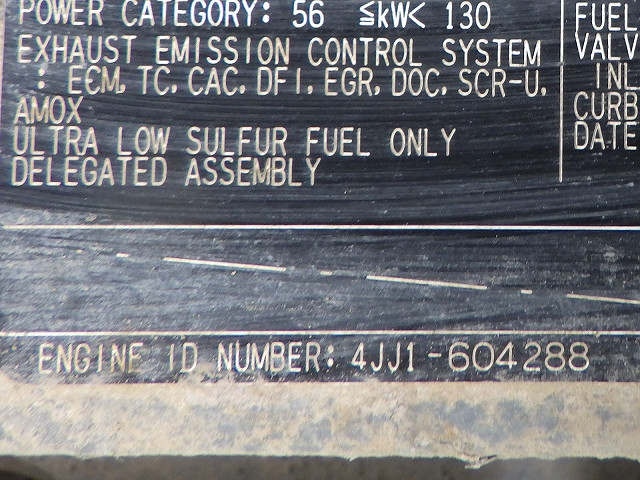 POWER CATEGORY: 56 ≦kW< 130
EXHAUST EMISSION CONTROL SYSTEM
: ECM, TC, CAC, DFI, EGR, DOC, SCR-U,
AMOX
ULTRA LOW SULFUR FUEL ONLY
DELEGATED ASSEMBLY
FUEL
VALV
INL
CURB
DATE
ENGINE ID NUMBER: 4JJ1-604288